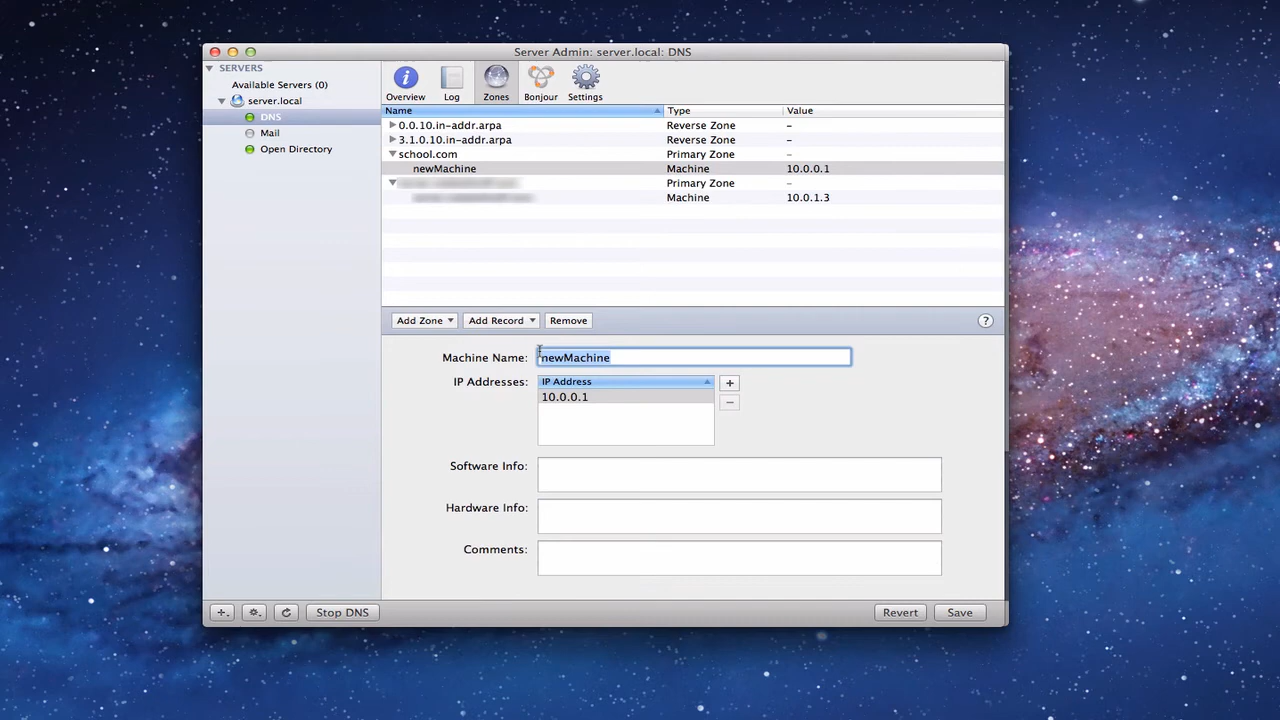 Server Admin: server.local: DNS
SERVERS
Available Servers (0)
server.local
DNS
Mail
Open Directory
Overview
Log
Zones
Bonjour
Settings
Name Type Value
0.0.10.in-addr.arpa Reverse Zone –
3.1.0.10.in-addr.arpa Reverse Zone –
school.com Primary Zone –
newMachine Machine 10.0.0.1
Primary Zone –
Machine 10.0.1.3
Add Zone Add Record Remove ?
Machine Name: newMachine
IP Addresses: IP Address
10.0.0.1
Software Info:
Hardware Info:
Comments:
Stop DNS Revert Save